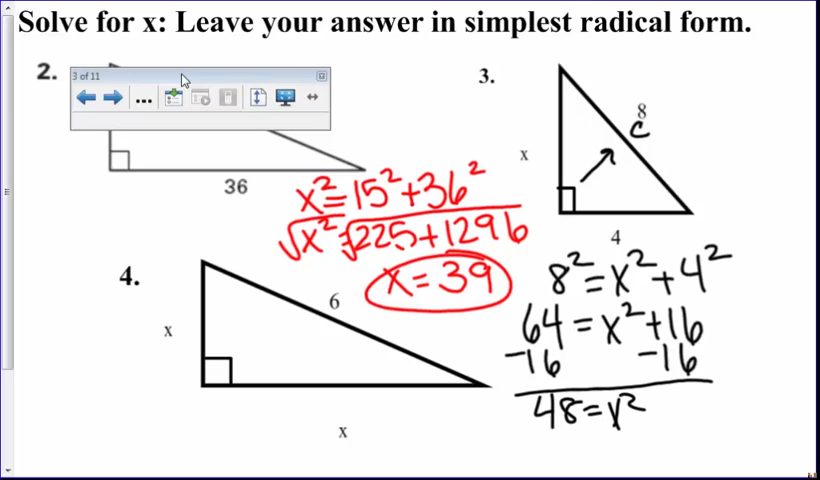 Solve for x: Leave your answer in simplest radical form.
2.
3 of 11
36
x²=15²+36²
√x²=√225+1296
x=39
3.
8
C
x
4
8²=x²+4²
64=x²+16
-16 -16
48=x²
4.
6
x
x